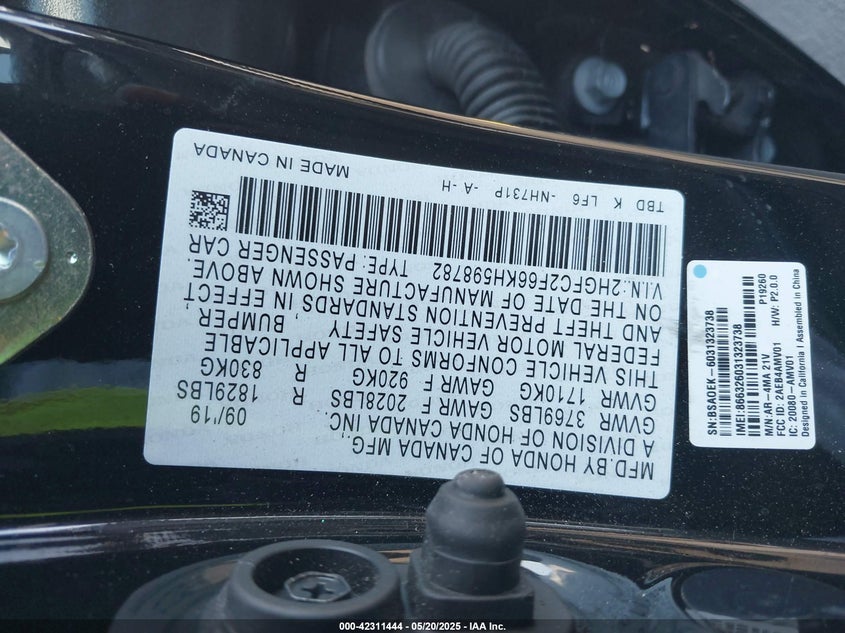 MFD.BY HONDA OF CANADA MFG.,
A DIVISION OF HONDA CANADA INC. 09/'19
GVWR 3769LBS GAWR F 2028LBS R 1829LBS
GVWR 1710KG GAWR F 920KG R 830KG
THIS VEHICLE CONFORMS TO ALL APPLICABLE
FEDERAL MOTOR VEHICLE SAFETY BUMPER,
AND THEFT PREVENTION STANDARDS IN EFFECT
ON THE DATE OF MANUFACTURE SHOWN ABOVE.
V.I.N.:2HGFC2F66KH598782 TYPE:PASSENGER CAR
TBD K LF6 -NH731P -A -H MADE IN CANADA
SN:BSAOEK-6031323738
IMEI:866326031323738
M/N:AR-4MA 21V P19260
FCC ID: 2AEB4AMV01 H/W: P2.0.0
IC: 20080-AMV01
Designed in California I Assembled in China
000-42311444 - 05/20/2025 - IAA Inc.